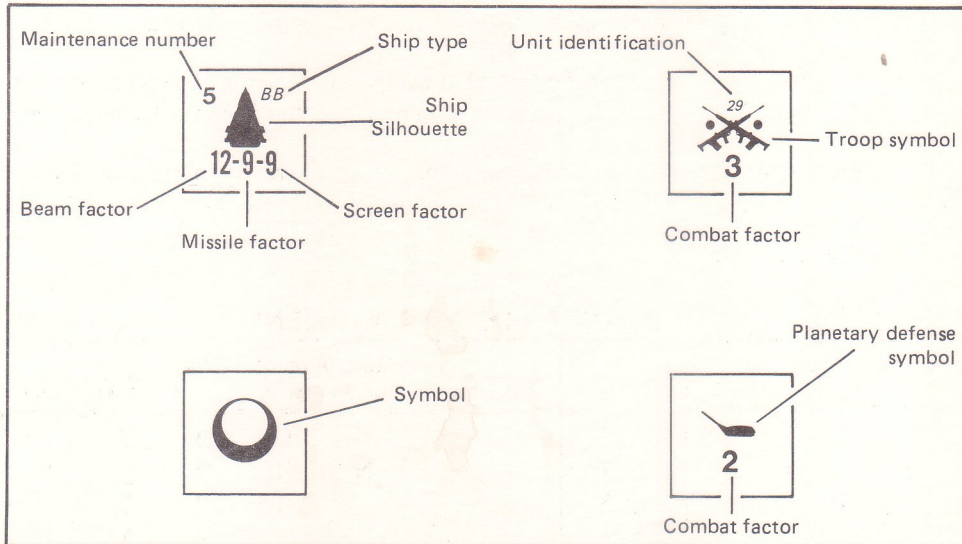 Maintenance number
Ship type
5
BB
Ship
Silhouette
12-9-9
Beam factor
Screen factor
Missile factor
Unit identification
29
Troop symbol
3
Combat factor
Symbol
Planetary defense
symbol
2
Combat factor